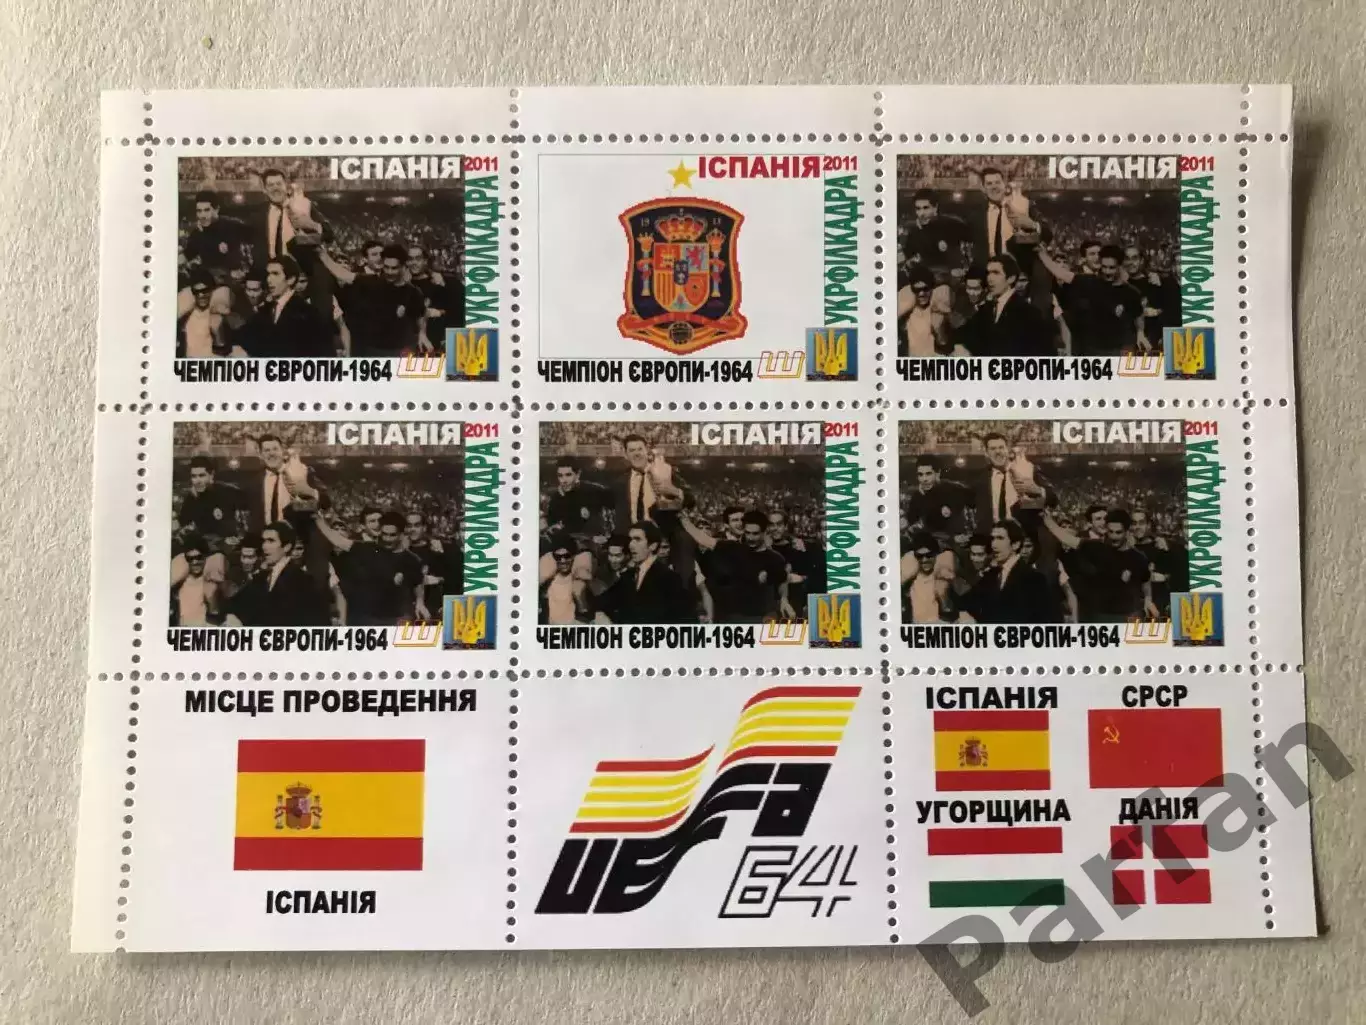 ІСПАНІЯ 2011
УКРФІЛКАДРА
ЧЕМПІОН ЄВРОПИ-1964 Ш
ІСПАНІЯ 2011
УКРФІЛКАДРА
ЧЕМПІОН ЄВРОПИ-1964 Ш
ІСПАНІЯ 2011
УКРФІЛКАДРА
ЧЕМПІОН ЄВРОПИ-1964 Ш
ІСПАНІЯ 2011
УКРФІЛКАДРА
ЧЕМПІОН ЄВРОПИ-1964 Ш
ІСПАНІЯ 2011
УКРФІЛКАДРА
ЧЕМПІОН ЄВРОПИ-1964 Ш
ІСПАНІЯ 2011
УКРФІЛКАДРА
ЧЕМПІОН ЄВРОПИ-1964 Ш
МІСЦЕ ПРОВЕДЕННЯ
ІСПАНІЯ
UEFA
64
ІСПАНІЯ СРСР
УГОРЩИНА ДАНІЯ
Parran